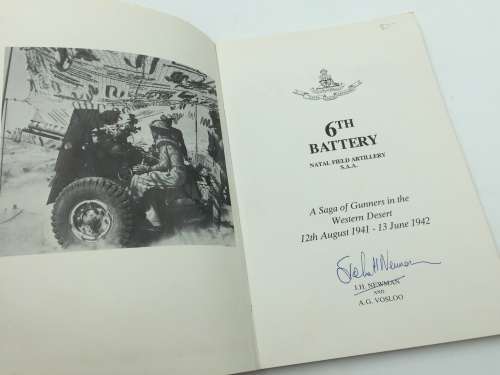 6TH
BATTERY
NATAL FIELD ARTILLERY
S.A.A.
A Saga of Gunners in the
Western Desert
12th August 1941 - 13 June 1942
I.H. NEWMAN
AND
A.G. VOSLOO